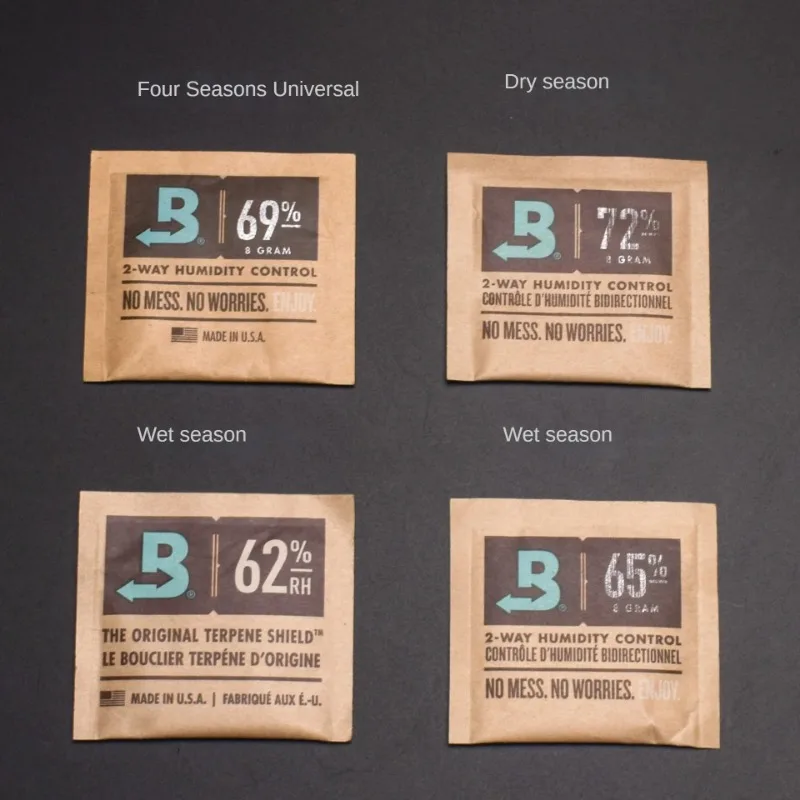 Four Seasons Universal
Dry season
B® 69%
8 GRAM
2-WAY HUMIDITY CONTROL
NO MESS. NO WORRIES. ENJOY.
MADE IN U.S.A.
B® 72%
8 GRAM
2-WAY HUMIDITY CONTROL
CONTRÔLE D'HUMIDITÉ BIDIRECTIONNEL
NO MESS. NO WORRIES. ENJOY.
Wet season
Wet season
B® 62% RH
THE ORIGINAL TERPENE SHIELD™
LE BOUCLIER TERPÉNE D'ORIGINE
MADE IN U.S.A. | FABRIQUÉ AUX É.-U.
B® 65%
8 GRAM
2-WAY HUMIDITY CONTROL
CONTRÔLE D'HUMIDITÉ BIDIRECTIONNEL
NO MESS. NO WORRIES. ENJOY.